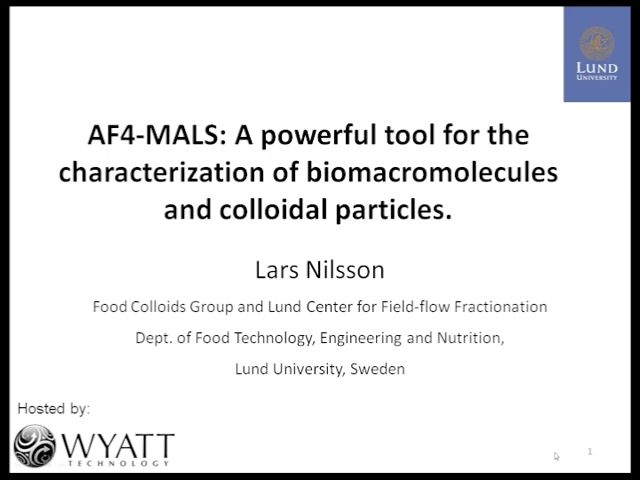 LUND
UNIVERSITY
AF4-MALS: A powerful tool for the
characterization of biomacromolecules
and colloidal particles.
Lars Nilsson
Food Colloids Group and Lund Center for Field-flow Fractionation
Dept. of Food Technology, Engineering and Nutrition,
Lund University, Sweden
Hosted by:
WYATT
TECHNOLOGY
1